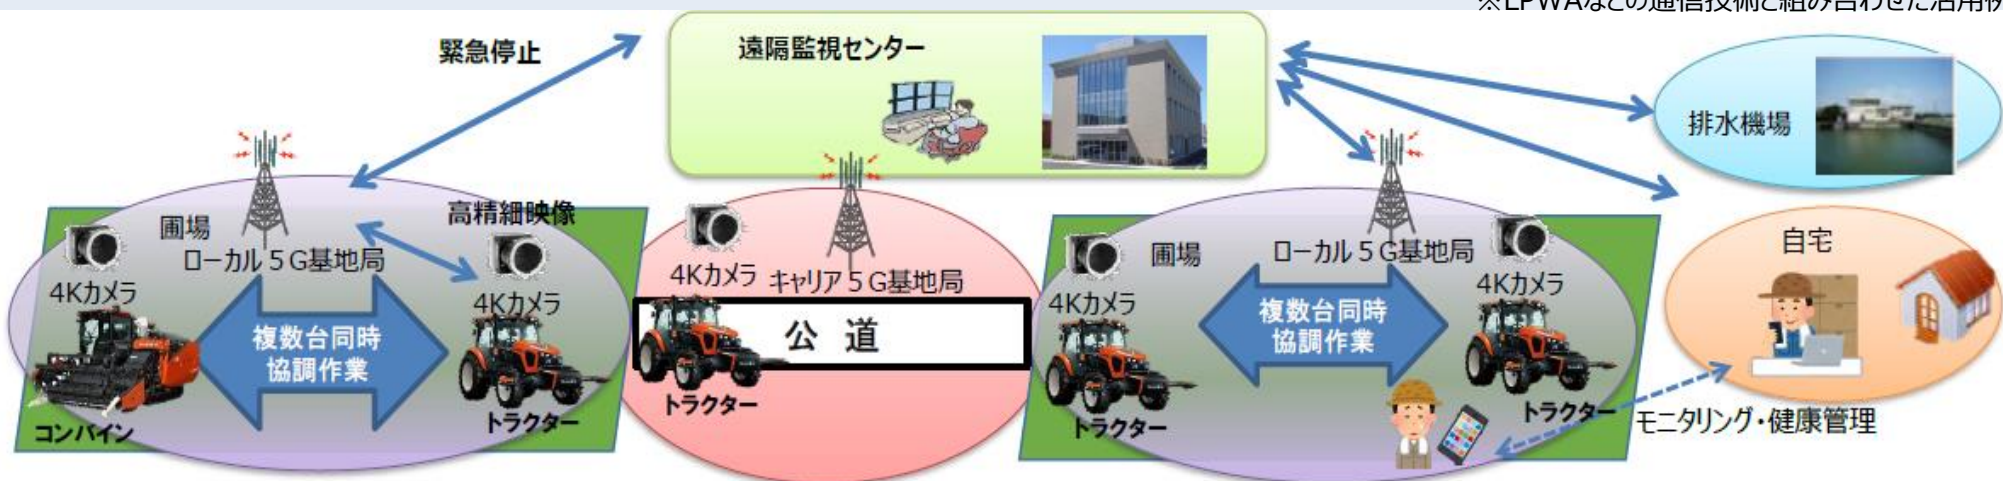 ※LPWAなどの通信技術と組み合わせた活用例
緊急停止
遠隔監視センター
排水機場
圃場
ローカル5G基地局
高精細映像
4Kカメラ
4Kカメラ
複数台同時
協調作業
コンバイン
トラクター
4Kカメラ
キャリア5G基地局
公道
トラクター
圃場
ローカル5G基地局
4Kカメラ
4Kカメラ
複数台同時
協調作業
トラクター
トラクター
自宅
モニタリング・健康管理